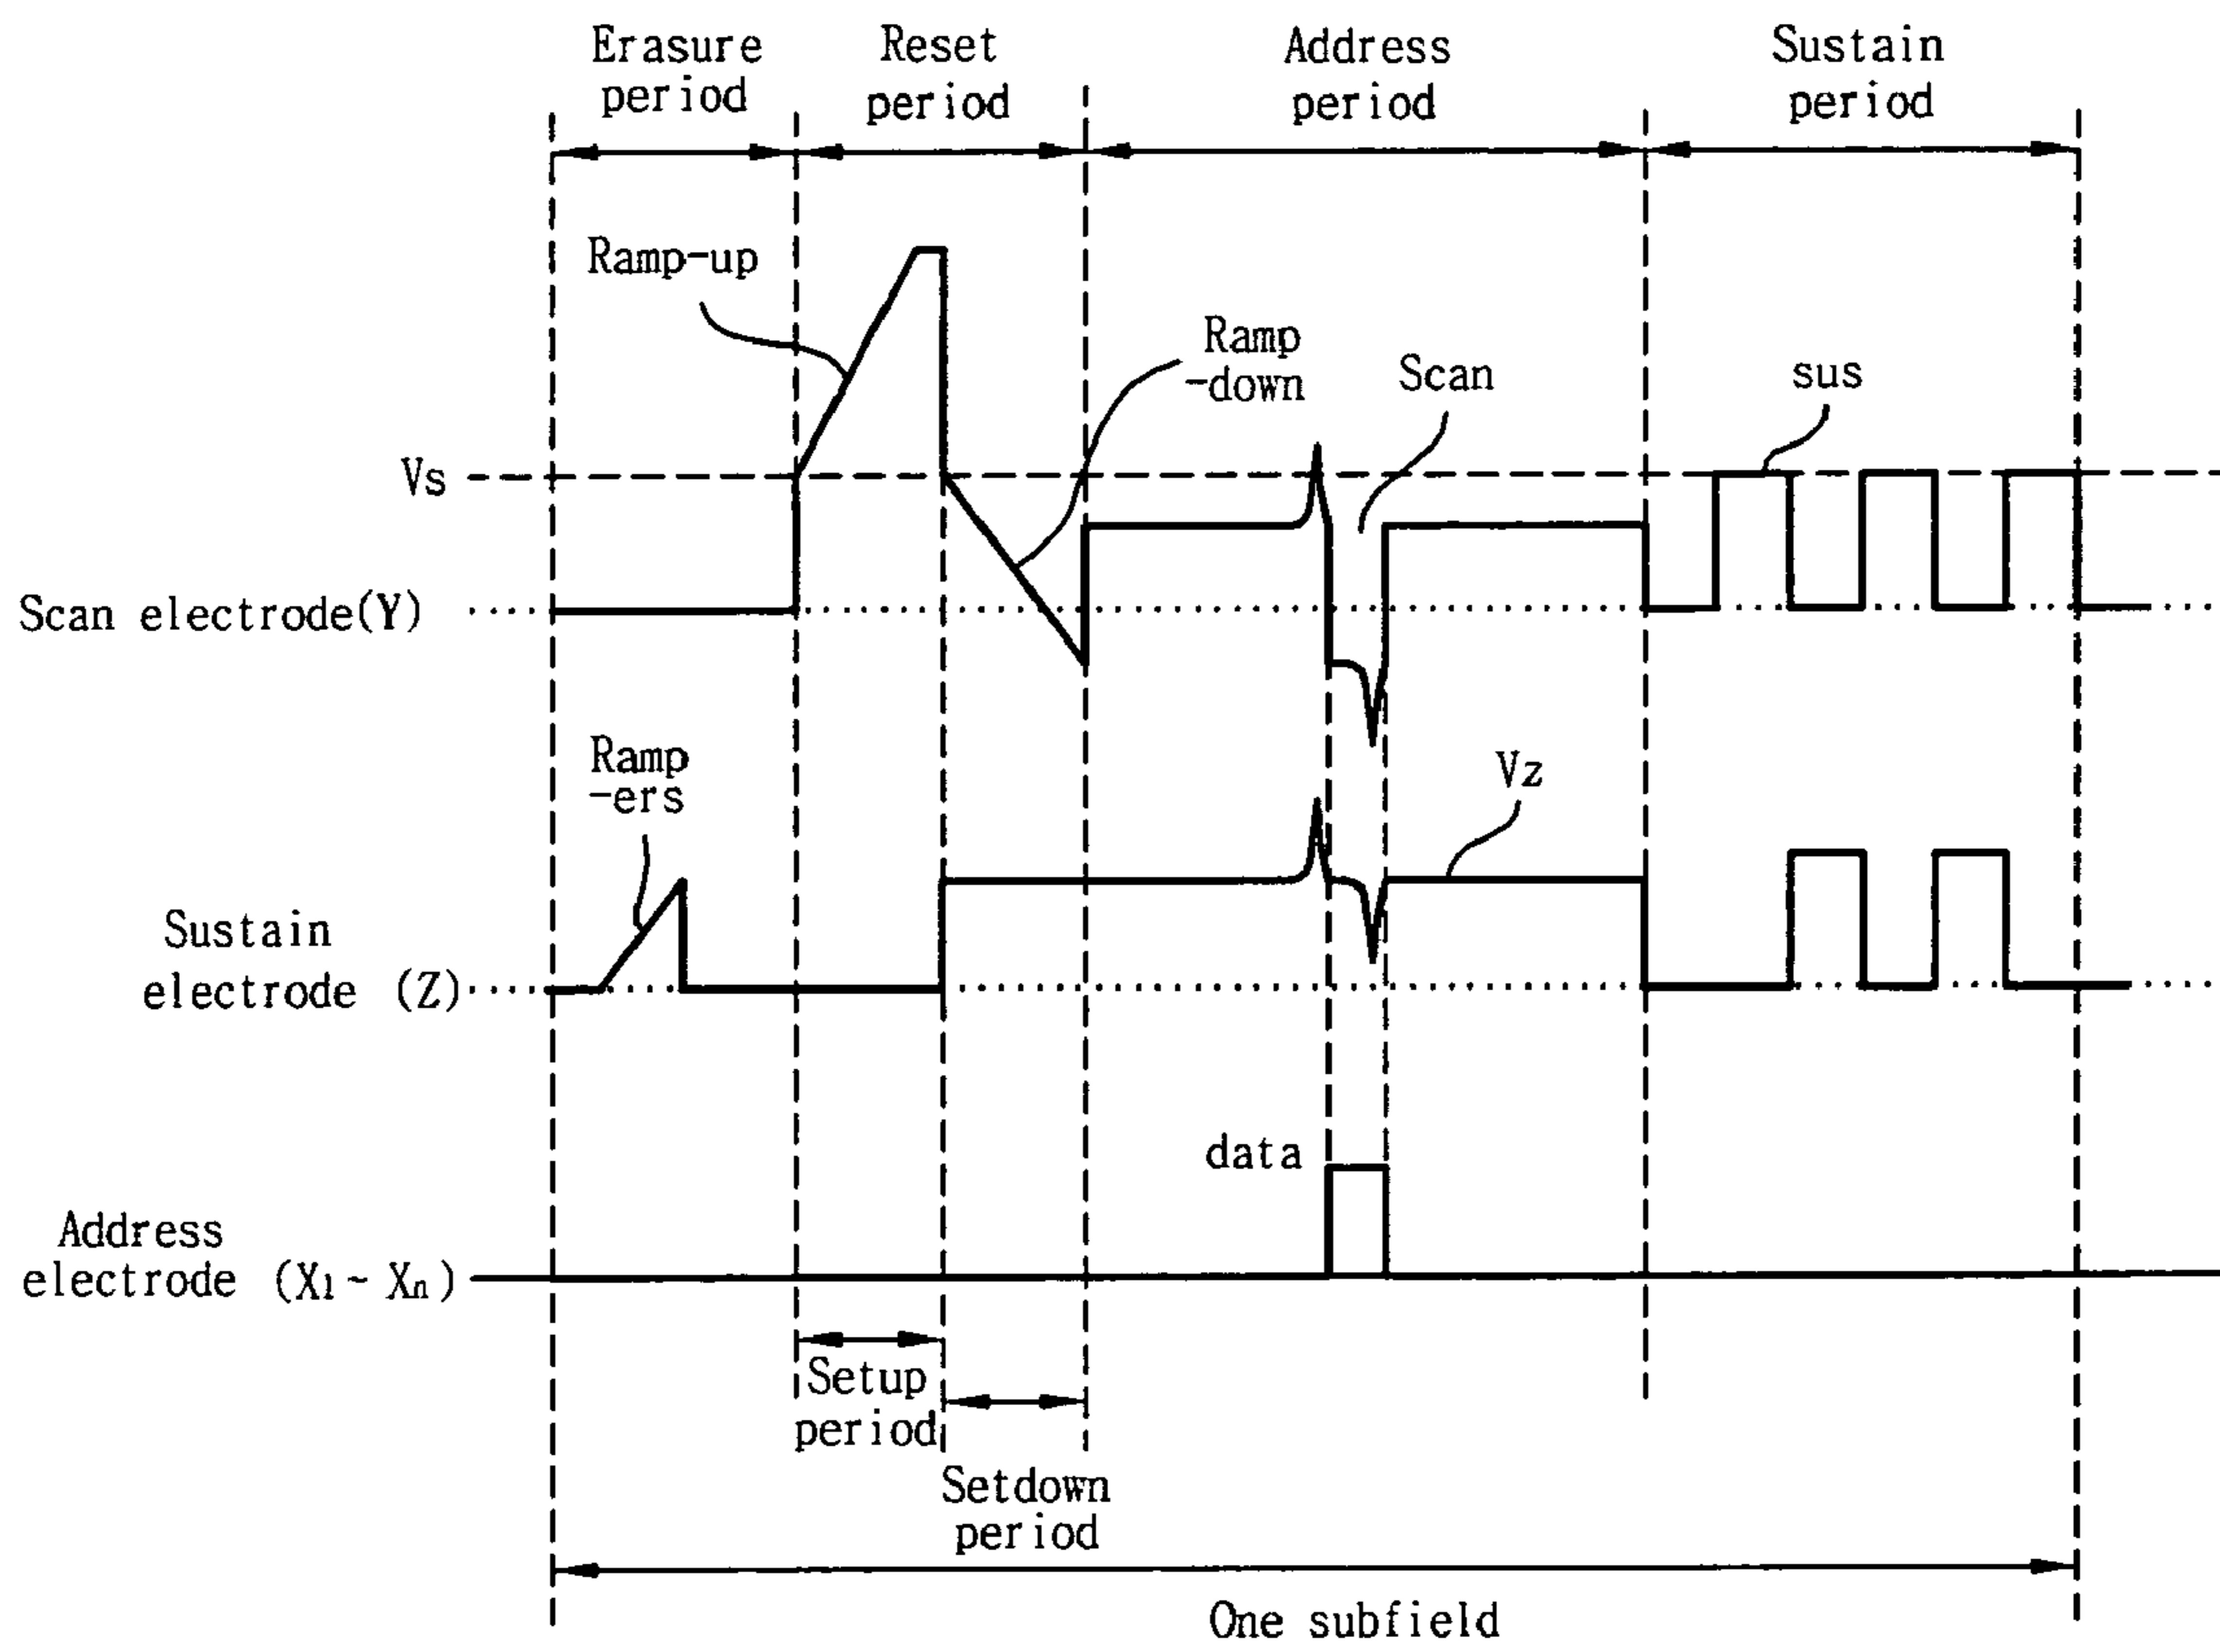 Erasure
period
Reset
period
Address
period
Sustain
period
Ramp-up
Ramp
-down
Scan
sus
Vs
Scan electrode(Y)
Ramp
-ers
Vz
Sustain
electrode (Z)
data
Address
electrode (X1 ~ Xn)
Setup
period
Setdown
period
One subfield